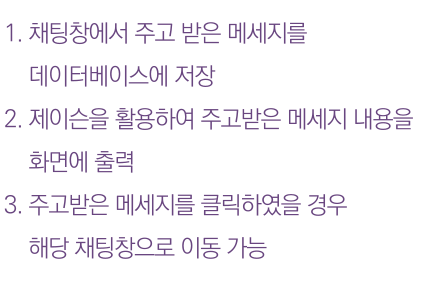 1. 채팅창에서 주고 받은 메세지를
데이터베이스에 저장
2. 제이슨을 활용하여 주고받은 메세지 내용을
화면에 출력
3. 주고받은 메세지를 클릭하였을 경우
해당 채팅창으로 이동 가능